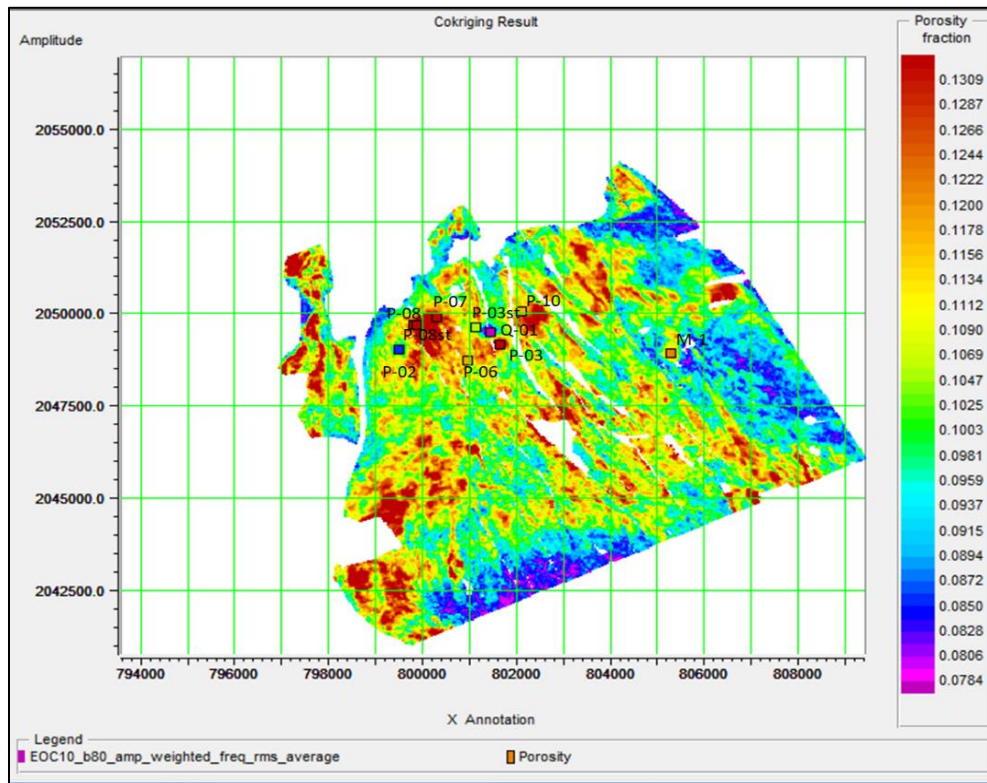 Cokriging Result
Amplitude
Porosity
fraction
2055000.0
2052500.0
2050000.0
2047500.0
2045000.0
2042500.0
P-07
P-10
P-08
P-03st
P-08st
Q-01
M-1
P-02
P-06
P-03
0.1309
0.1287
0.1266
0.1244
0.1222
0.1200
0.1178
0.1156
0.1134
0.1112
0.1090
0.1069
0.1047
0.1025
0.1003
0.0981
0.0959
0.0937
0.0915
0.0894
0.0872
0.0850
0.0828
0.0806
0.0784
794000 796000 798000 800000 802000 804000 806000 808000
X Annotation
Legend
EOC10_b80_amp_weighted_freq_rms_average Porosity